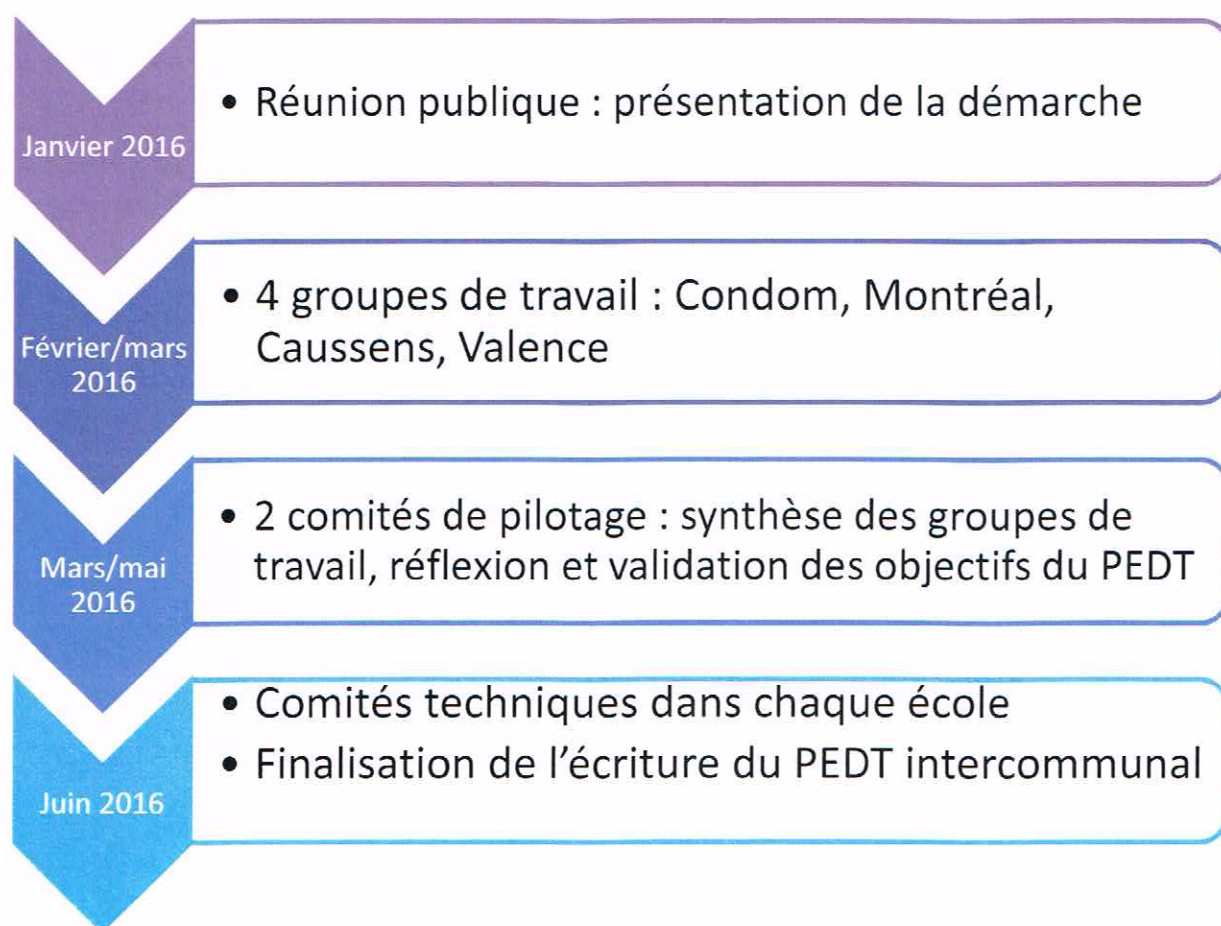 Janvier 2016
• Réunion publique : présentation de la démarche
Février/mars
2016
• 4 groupes de travail : Condom, Montréal,
Caussens, Valence
Mars/mai
2016
• 2 comités de pilotage : synthèse des groupes de
travail, réflexion et validation des objectifs du PEDT
Juin 2016
• Comités techniques dans chaque école
• Finalisation de l'écriture du PEDT intercommunal